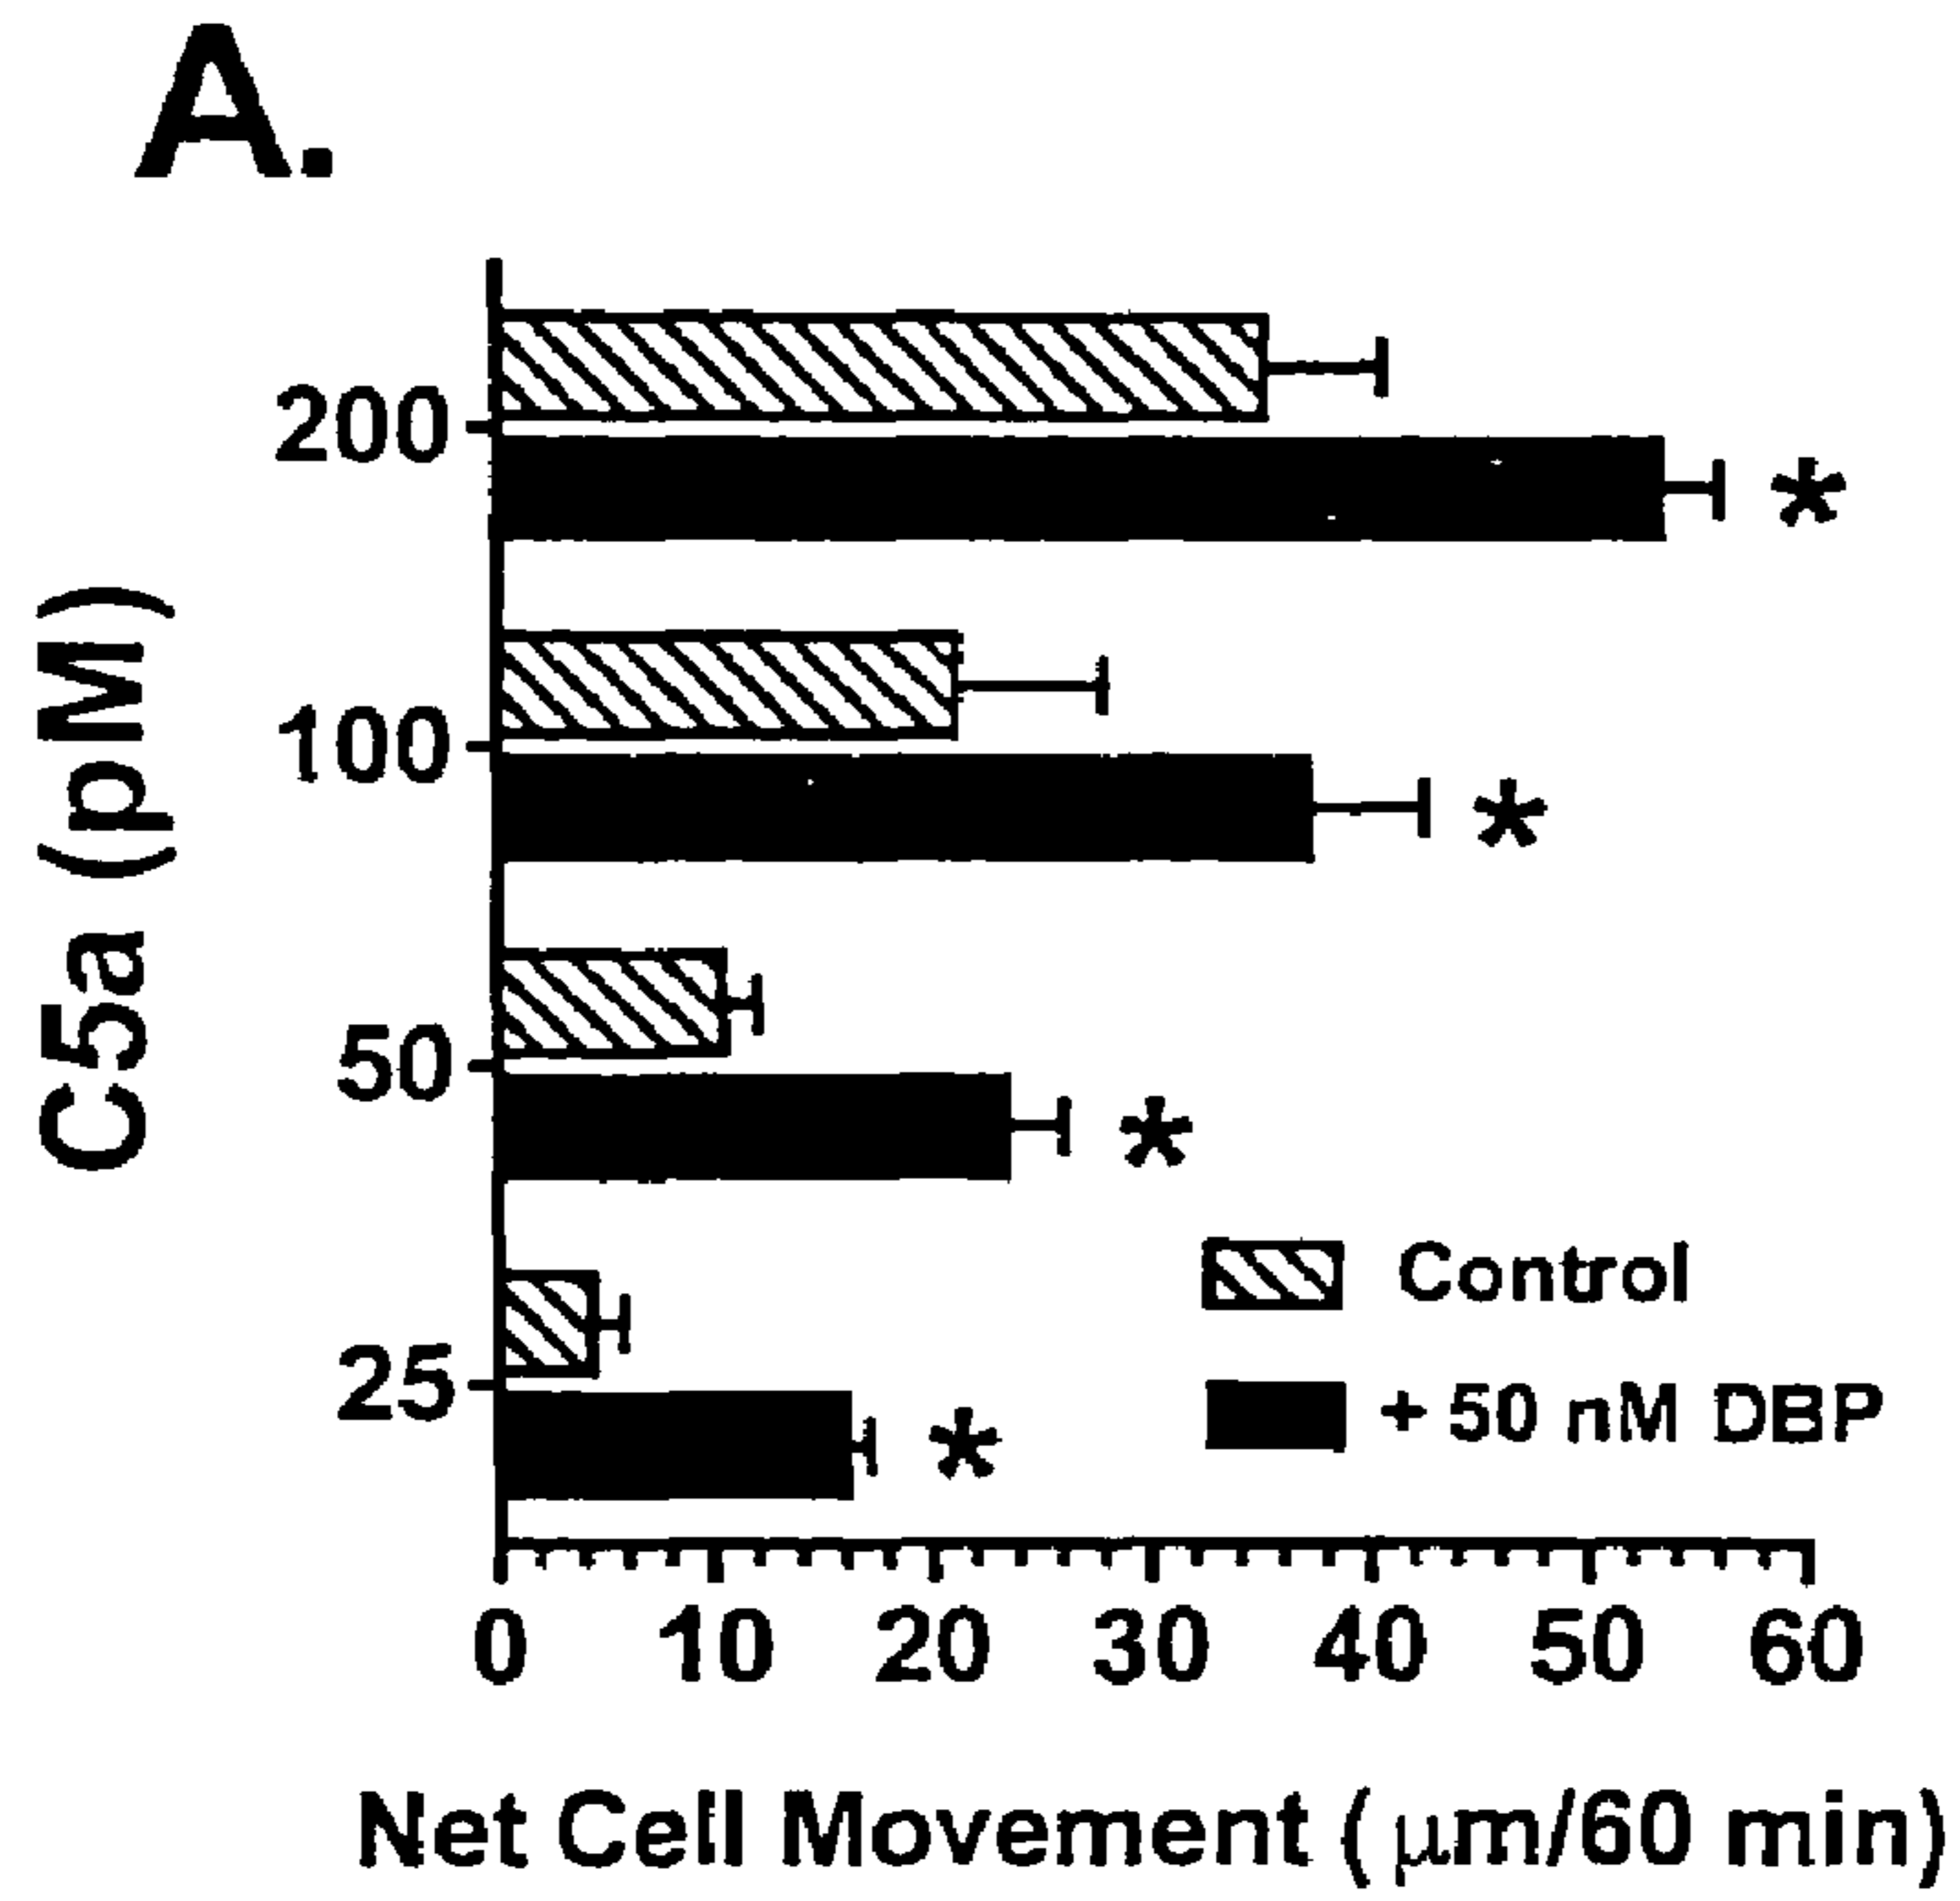 A.
C5a (pM)
200
*
100
*
50
*
25
*
Control
+ 50 nM DBP
0 10 20 30 40 50 60
Net Cell Movement (μm/60 min)